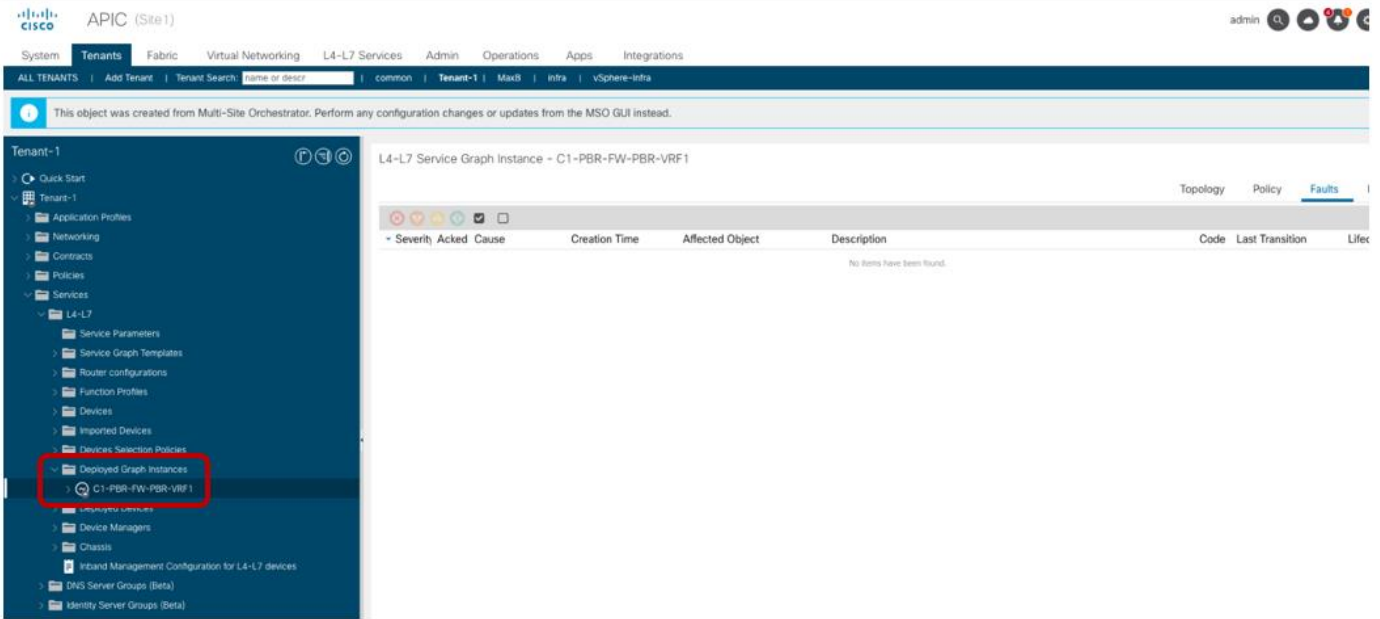 CISCO
APIC (Site1)
admin
System Tenants Fabric Virtual Networking L4-L7 Services Admin Operations Apps Integrations
ALL TENANTS | Add Tenant | Tenant Search: name or descr | common | Tenant-1 | MaxB | infra | vSphere-Infra
This object was created from Multi-Site Orchestrator. Perform any configuration changes or updates from the MSO GUI instead.
Tenant-1
Quick Start
Tenant-1
Application Profiles
Networking
Contracts
Policies
Services
L4-L7
Service Parameters
Service Graph Templates
Router configurations
Function Profiles
Devices
Imported Devices
Devices Selection Policies
Deployed Graph Instances
C1-PBR-FW-PBR-VRF1
Deployed Devices
Device Managers
Chassis
Inband Management Configuration for L4-L7 devices
DNS Server Groups (Beta)
Identity Server Groups (Beta)
L4-L7 Service Graph Instance - C1-PBR-FW-PBR-VRF1
Topology Policy Faults
Severity Acked Cause Creation Time Affected Object Description Code Last Transition Lifec
No items have been found.